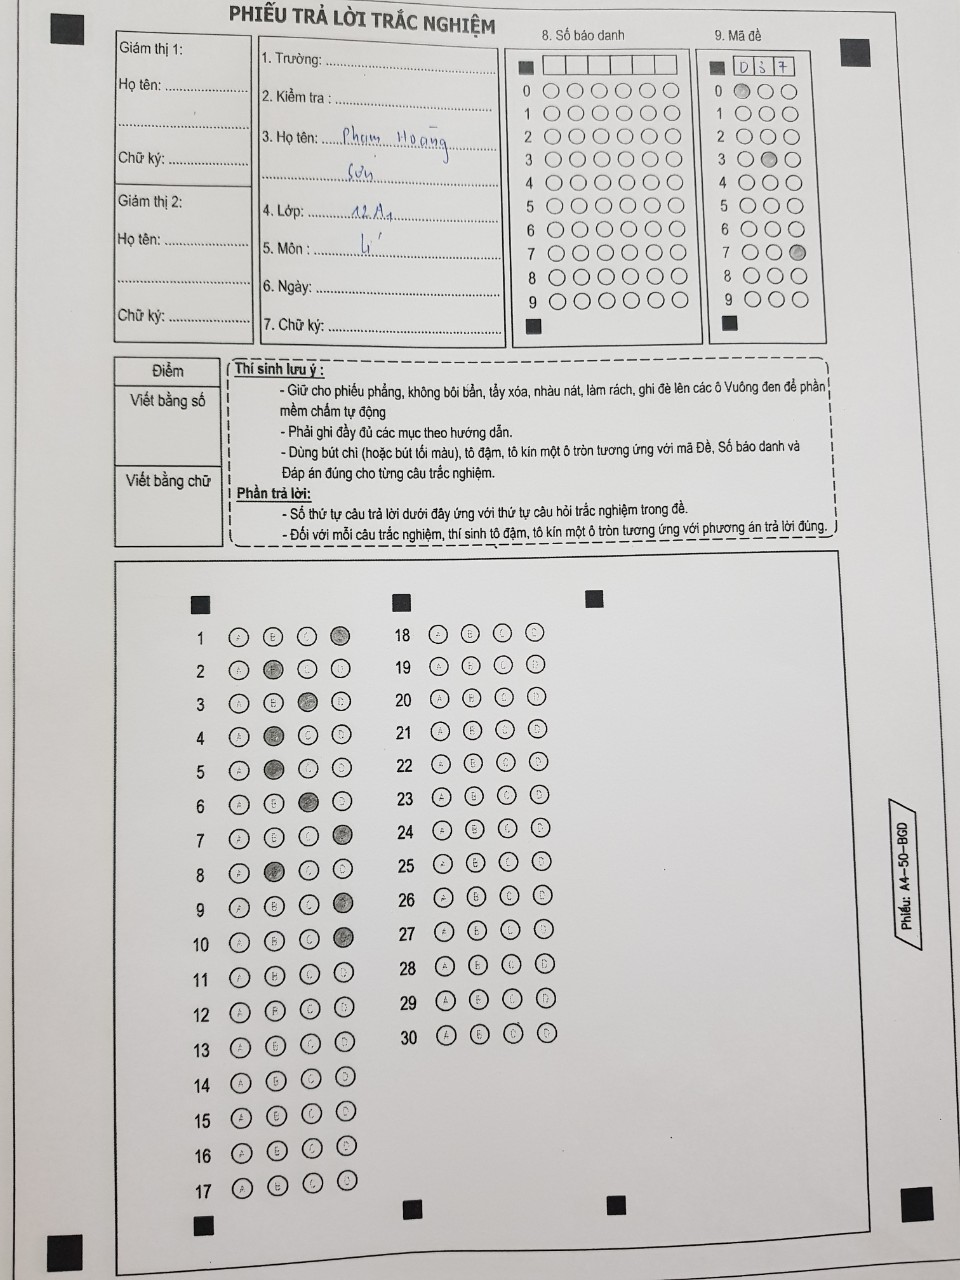 PHIẾU TRẢ LỜI TRẮC NGHIỆM
Giám thị 1:
Họ tên:
Chữ ký:
Giám thị 2:
Họ tên:
Chữ ký:
1. Trường:
2. Kiểm tra :
3. Họ tên: Phạm Hoàng
Sơn
4. Lớp: 12A1
5. Môn : Lí
6. Ngày:
7. Chữ ký:
8. Số báo danh
0
1
2
3
4
5
6
7
8
9
9. Mã đề
0 3 7
0
1
2
3
4
5
6
7
8
9
Điểm
Viết bằng số
Viết bằng chữ
Thí sinh lưu ý :
- Giữ cho phiếu phẳng, không bôi bẩn, tẩy xóa, nhàu nát, làm rách, ghi đè lên các ô Vuông đen để phần
mềm chấm tự động
- Phải ghi đầy đủ các mục theo hướng dẫn.
- Dùng bút chì (hoặc bút tối màu), tô đậm, tô kín một ô tròn tương ứng với mã Đề, Số báo danh và
Đáp án đúng cho từng câu trắc nghiệm.
Phần trả lời:
- Số thứ tự câu trả lời dưới đây ứng với thứ tự câu hỏi trắc nghiệm trong đề.
- Đối với mỗi câu trắc nghiệm, thí sinh tô đậm, tô kín một ô tròn tương ứng với phương án trả lời đúng.
1 A B C
2 A C D
3 A B D
4 A C D
5 A C D
6 A B D
7 A B C
8 A C D
9 A B C
10 A B C
11 A B C D
12 A B C D
13 A B C D
14 A B C D
15 A B C D
16 A B C D
17 A B C D
18 A B C D
19 A B C D
20 A B C D
21 A B C D
22 A B C D
23 A B C D
24 A B C D
25 A B C D
26 A B C D
27 A B C D
28 A B C D
29 A B C D
30 A B C D
Phiếu: A4-50-BGD